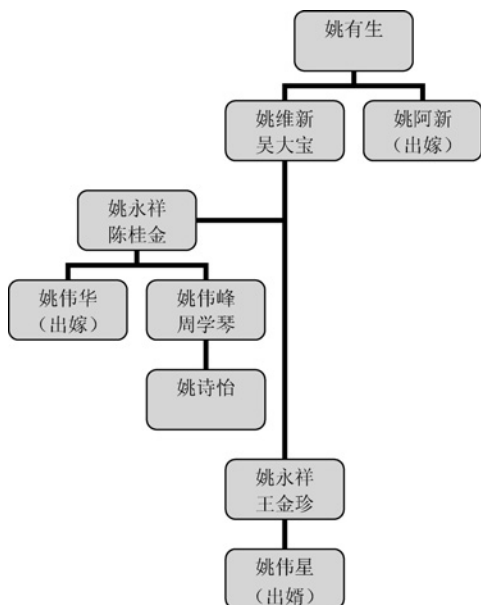 姚有生
姚维新
吴大宝
姚阿新
（出嫁）
姚永祥
陈桂金
姚伟华
（出嫁）
姚伟峰
周学琴
姚诗怡
姚永祥
王金珍
姚伟星
（出婿）